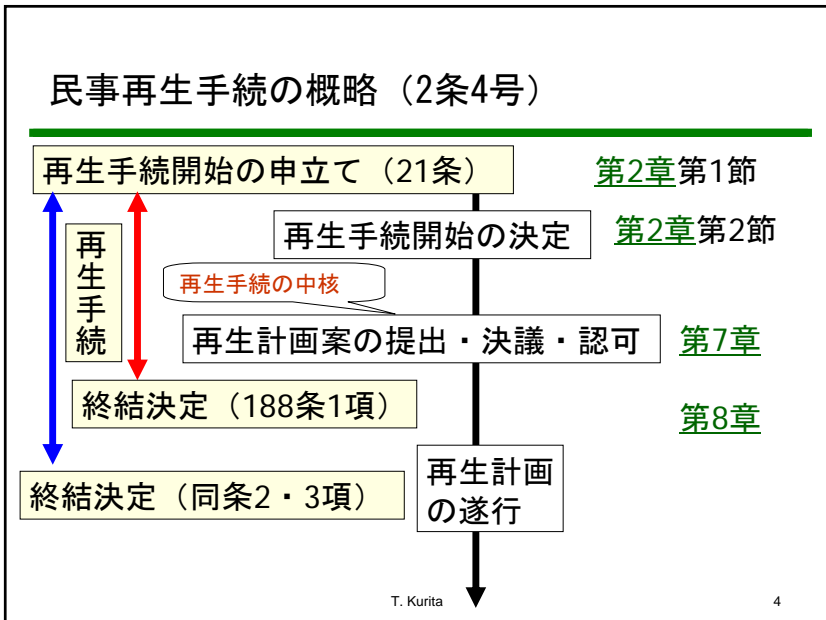 民事再生手続の概略（2条4号）
再生手続開始の申立て（21条）
第2章第1節
再生手続開始の決定
第2章第2節
再生手続
再生手続の中核
再生計画案の提出・決議・認可
第7章
終結決定（188条1項）
第8章
再生計画
の遂行
終結決定（同条2・3項）
T. Kurita
4